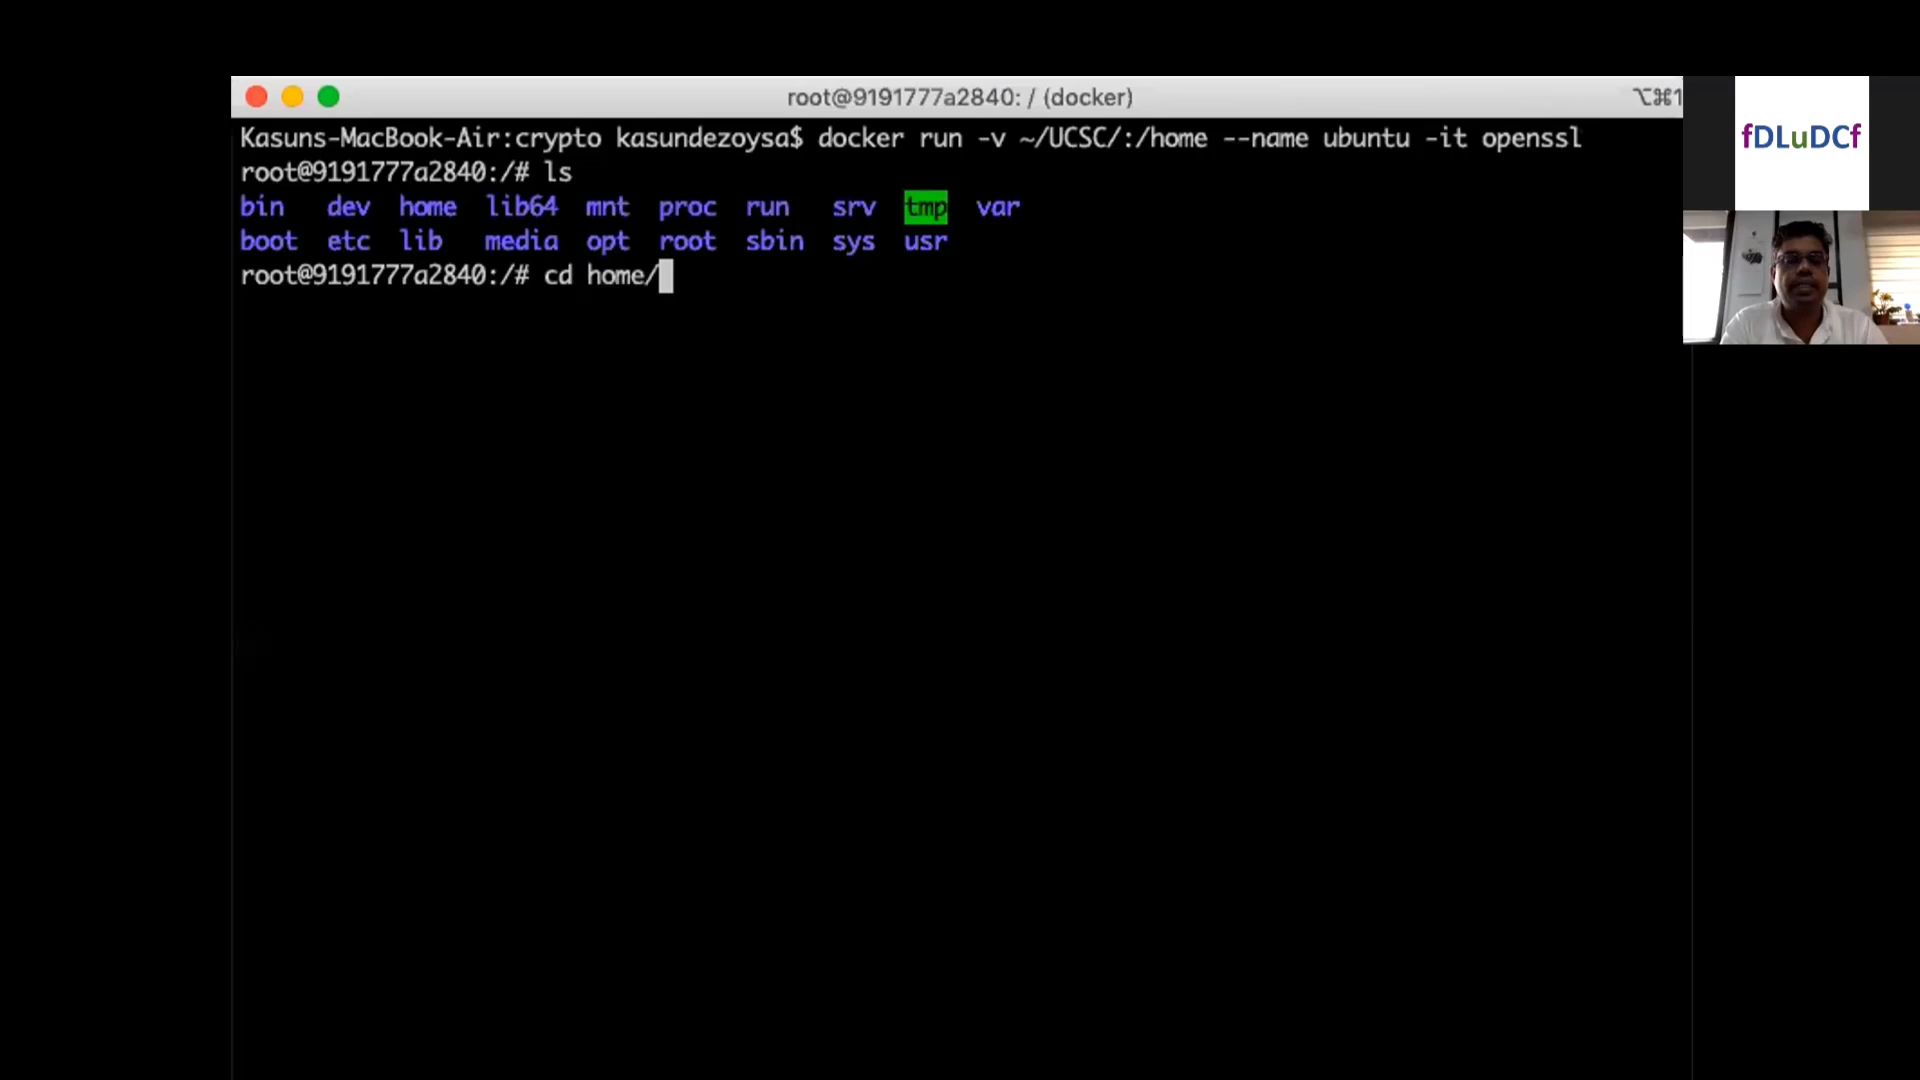 root@9191777a2840: / (docker)
⌥⌘1
fDLuDCf
Kasuns-MacBook-Air:crypto kasundezoysa$ docker run -v ~/UCSC/:/home --name ubuntu -it openssl
root@9191777a2840:/# ls
bin dev home lib64 mnt proc run srv tmp var
boot etc lib media opt root sbin sys usr
root@9191777a2840:/# cd home/